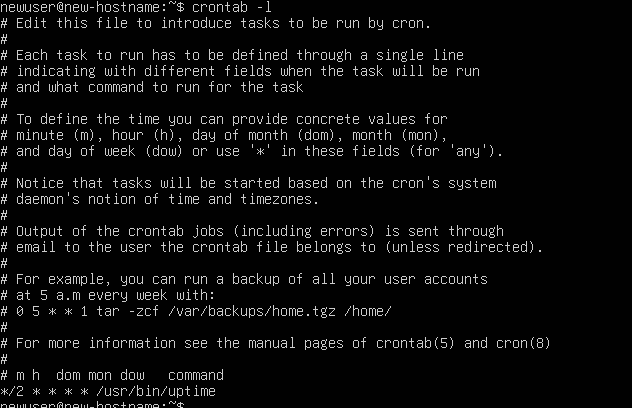 newuser@new-hostname:~$ crontab -l
# Edit this file to introduce tasks to be run by cron.
#
# Each task to run has to be defined through a single line
# indicating with different fields when the task will be run
# and what command to run for the task
#
# To define the time you can provide concrete values for
# minute (m), hour (h), day of month (dom), month (mon),
# and day of week (dow) or use '*' in these fields (for 'any').
#
# Notice that tasks will be started based on the cron's system
# daemon's notion of time and timezones.
#
# Output of the crontab jobs (including errors) is sent through
# email to the user the crontab file belongs to (unless redirected).
#
# For example, you can run a backup of all your user accounts
# at 5 a.m every week with:
# 0 5 * * 1 tar -zcf /var/backups/home.tgz /home/
#
# For more information see the manual pages of crontab(5) and cron(8)
#
# m h  dom mon dow   command
*/2 * * * * /usr/bin/uptime
newuser@new-hostname:~$